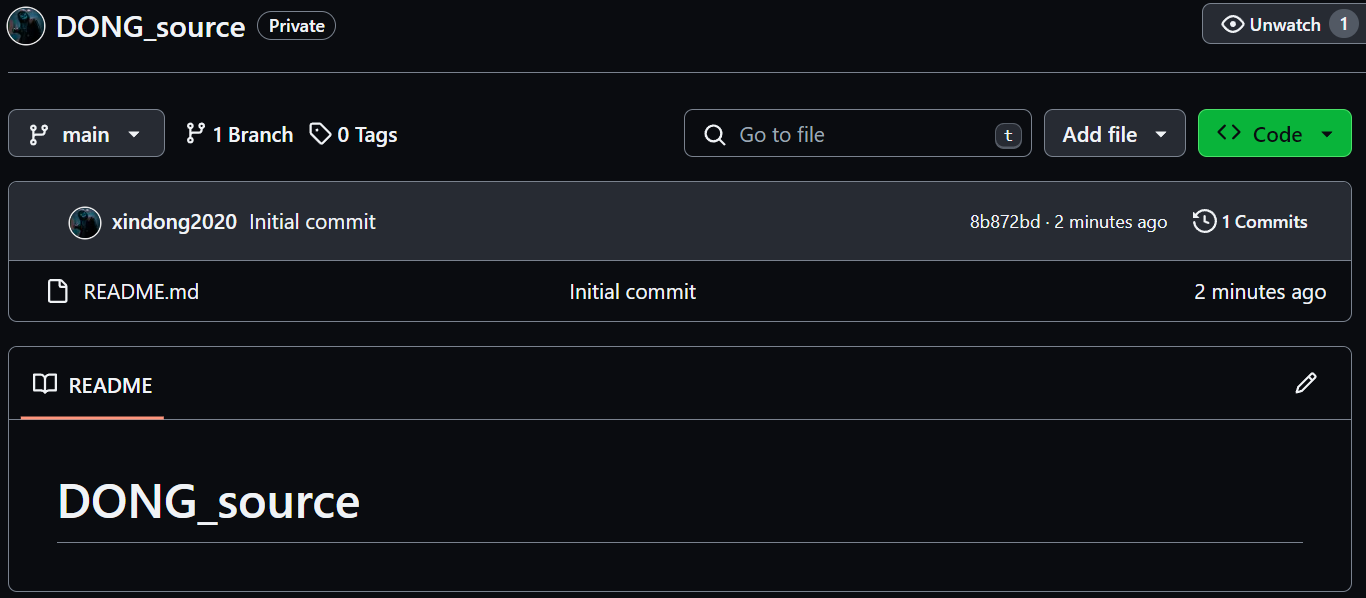 DONG_source Private Unwatch 1
main 1 Branch 0 Tags Go to file t Add file <> Code
xindong2020 Initial commit 8b872bd · 2 minutes ago 1 Commits
README.md Initial commit 2 minutes ago
README
DONG_source